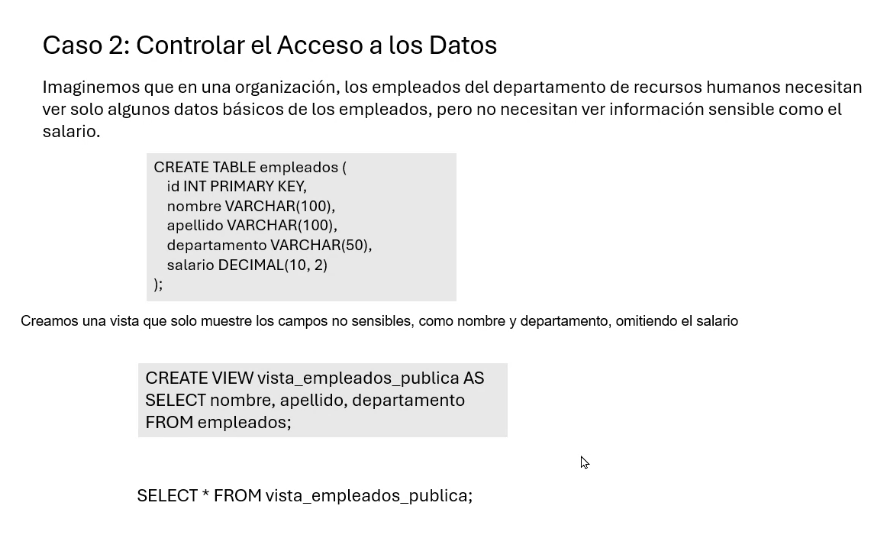 Caso 2: Controlar el Acceso a los Datos
Imaginemos que en una organización, los empleados del departamento de recursos humanos necesitan
ver solo algunos datos básicos de los empleados, pero no necesitan ver información sensible como el
salario.
CREATE TABLE empleados (
id INT PRIMARY KEY,
nombre VARCHAR(100),
apellido VARCHAR(100),
departamento VARCHAR(50),
salario DECIMAL(10, 2)
);
Creamos una vista que solo muestre los campos no sensibles, como nombre y departamento, omitiendo el salario
CREATE VIEW vista_empleados_publica AS
SELECT nombre, apellido, departamento
FROM empleados;
SELECT * FROM vista_empleados_publica;